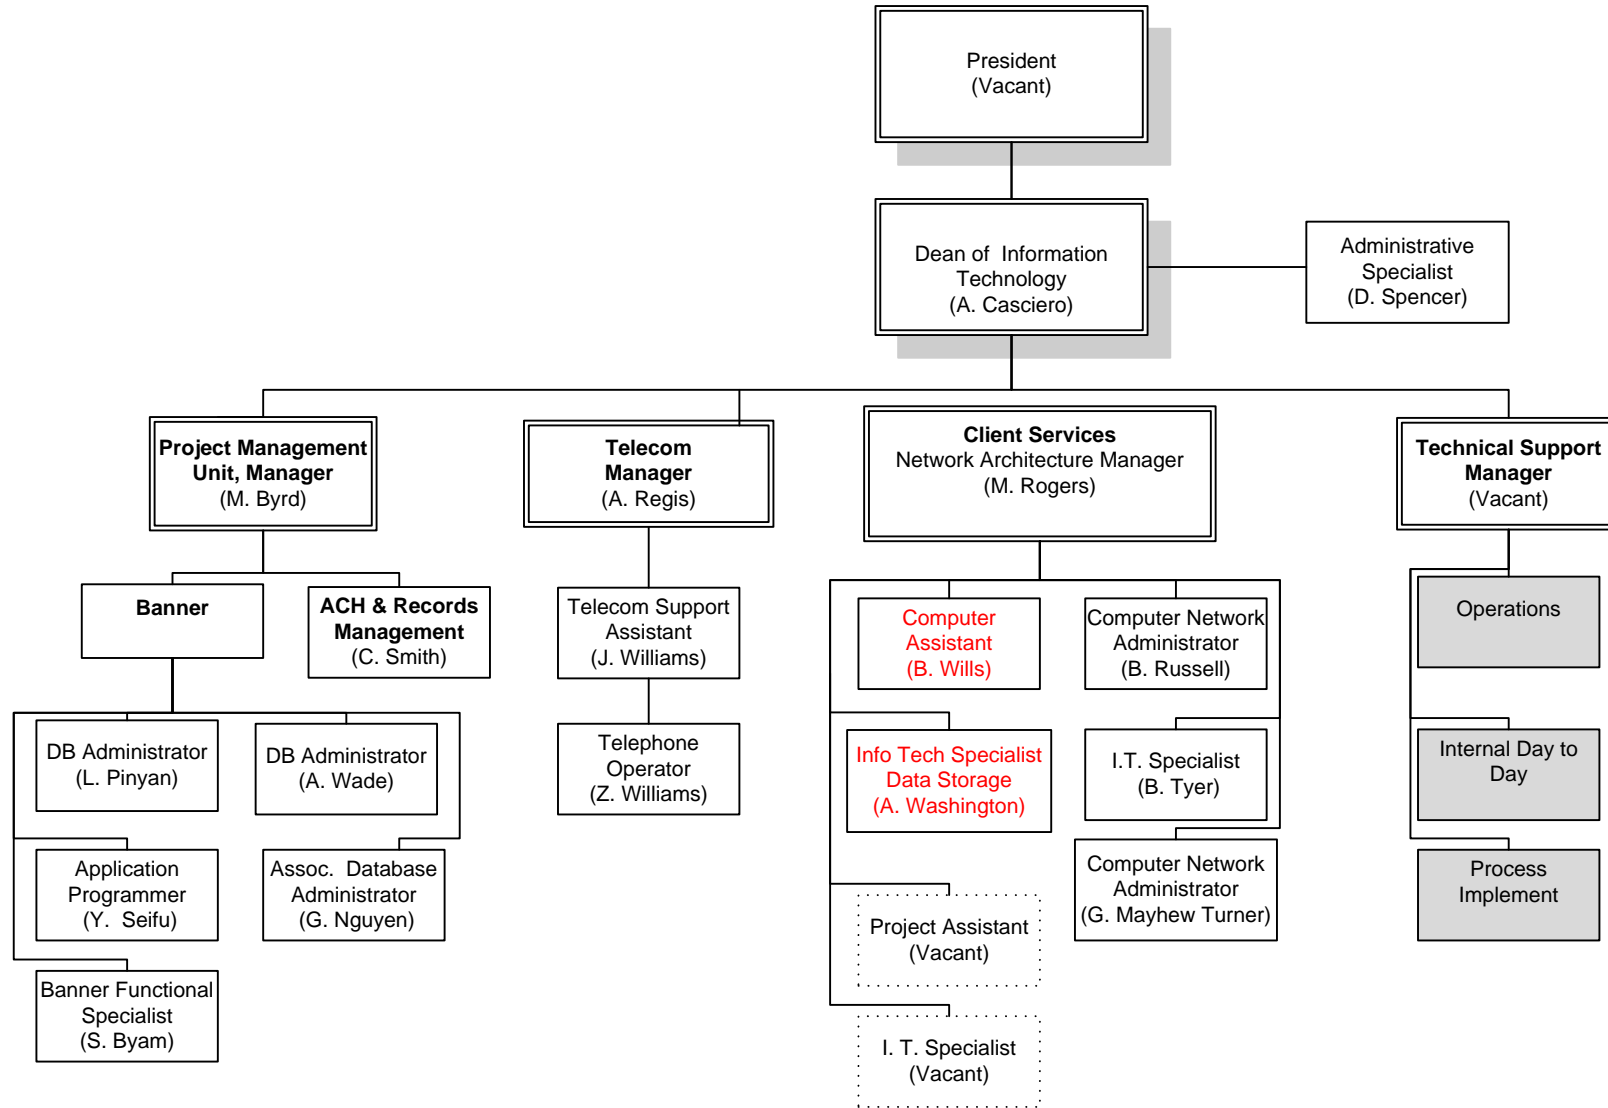 President
(Vacant)
Dean of Information
Technology
(A. Casciero)
Administrative
Specialist
(D. Spencer)
Project Management
Unit, Manager
(M. Byrd)
Telecom
Manager
(A. Regis)
Client Services
Network Architecture Manager
(M. Rogers)
Technical Support
Manager
(Vacant)
Banner
ACH & Records
Management
(C. Smith)
DB Administrator
(L. Pinyan)
DB Administrator
(A. Wade)
Application
Programmer
(Y. Seifu)
Assoc. Database
Administrator
(G. Nguyen)
Banner Functional
Specialist
(S. Byam)
Telecom Support
Assistant
(J. Williams)
Telephone
Operator
(Z. Williams)
Computer
Assistant
(B. Wills)
Computer Network
Administrator
(B. Russell)
Info Tech Specialist
Data Storage
(A. Washington)
I.T. Specialist
(B. Tyer)
Project Assistant
(Vacant)
Computer Network
Administrator
(G. Mayhew Turner)
I. T. Specialist
(Vacant)
Operations
Internal Day to
Day
Process
Implement